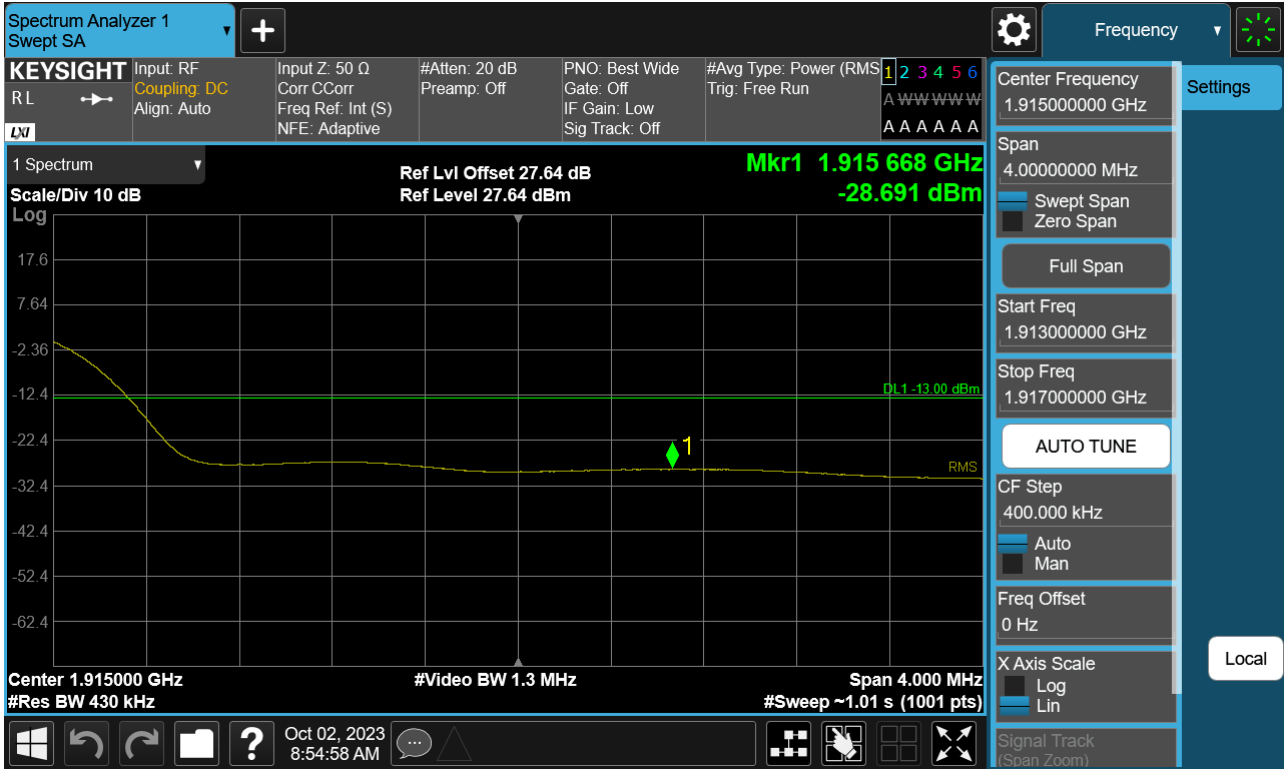 Spectrum Analyzer 1
Swept SA
+
Frequency
KEYSIGHT
RL
LXI
Input: RF
Coupling: DC
Align: Auto
Input Z: 50 Ω
Corr CCorr
Freq Ref: Int (S)
NFE: Adaptive
#Atten: 20 dB
Preamp: Off
PNO: Best Wide
Gate: Off
IF Gain: Low
Sig Track: Off
#Avg Type: Power (RMS
Trig: Free Run
1 2 3 4 5 6
A W W W W W
A A A A A A
1 Spectrum
Scale/Div 10 dB
Log
Ref Lvl Offset 27.64 dB
Ref Level 27.64 dBm
Mkr1 1.915 668 GHz
-28.691 dBm
17.6
7.64
-2.36
-12.4
-22.4
-32.4
-42.4
-52.4
-62.4
DL1 -13.00 dBm
1
RMS
Center 1.915000 GHz
#Res BW 430 kHz
#Video BW 1.3 MHz
Span 4.000 MHz
#Sweep ~1.01 s (1001 pts)
Center Frequency
1.915000000 GHz
Span
4.00000000 MHz
Swept Span
Zero Span
Full Span
Start Freq
1.913000000 GHz
Stop Freq
1.917000000 GHz
AUTO TUNE
CF Step
400.000 kHz
Auto
Man
Freq Offset
0 Hz
X Axis Scale
Log
Lin
Signal Track
(Span Zoom)
Settings
Local
?
Oct 02, 2023
8:54:58 AM